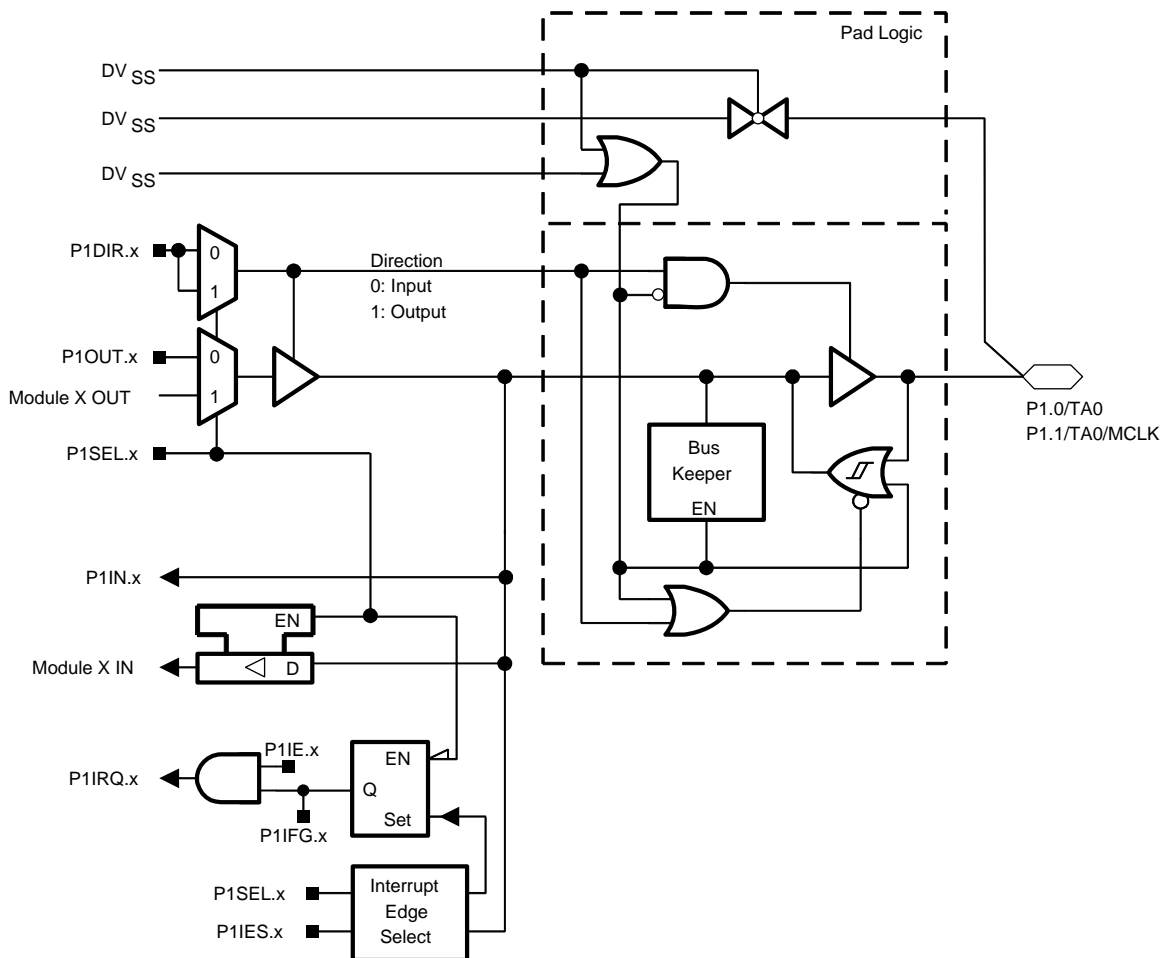 Pad Logic
DVSS
DVSS
DVSS
P1DIR.x
0
1
Direction
0: Input
1: Output
P1OUT.x
0
Module X OUT
1
P1SEL.x
Bus
Keeper
EN
P1.0/TA0
P1.1/TA0/MCLK
P1IN.x
EN
Module X IN
D
P1IE.x
EN
P1IRQ.x
Q
Set
P1IFG.x
P1SEL.x
P1IES.x
Interrupt
Edge
Select